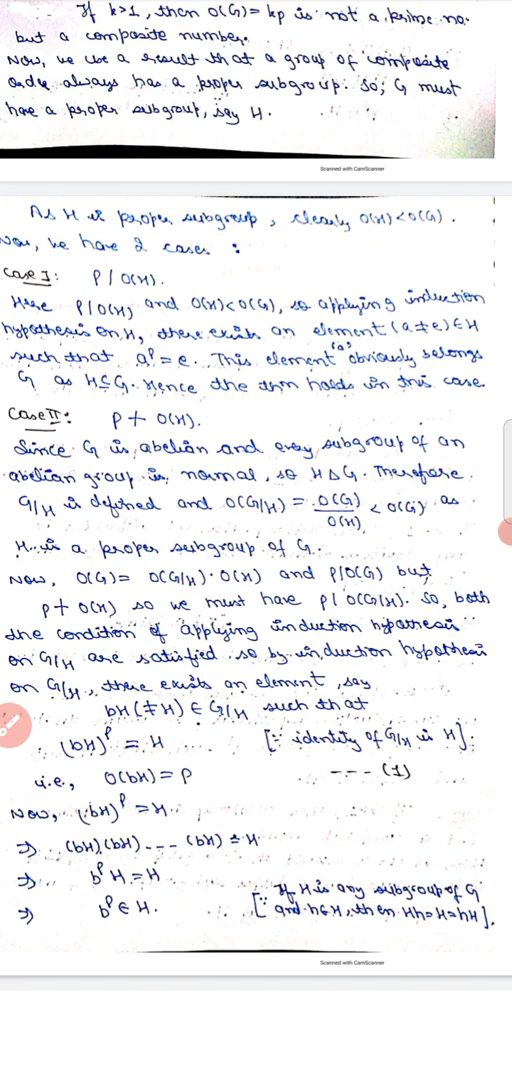 If k>1, then O(G)= kp is not a prime no.
but a composite number.
Now, we use a result that a group of composite
order always has a proper subgroup. So; G must
have a proper subgroup, say H.
Scanned with CamScanner
As H is proper subgroup, clearly O(H)<O(G).
Now, we have 2 cases :
Case I: P/O(H).
Here P/O(H) and O(H)<O(G), so applying induction
hypothesis on H, there exists an element (a≠e)∈H
such that aᵖ=e. This element (a) obviously belongs
G as H⊆G. Hence the thm holds in this case.
Case II: P∤O(H).
Since G is abelian and every subgroup of an
abelian group is normal, so H△G. Therefore
G/H is defined and O(G/H) = O(G)/O(H) < O(G) as
H is a proper subgroup of G.
Now, O(G)= O(G/H)·O(H) and P/O(G) but
P∤O(H) so we must have P/O(G/H). So, both
the condition of applying induction hypothesis
on G/H are satisfied so by induction hypothesis
on G/H, there exists an element, say
bH(≠H)∈G/H such that
(bH)ᵖ=H [∵ identity of G/H is H].
i.e., O(bH)=P ---(1)
Now, (bH)ᵖ=H
⇒ (bH)(bH)---(bH)=H
⇒ bᵖH=H
⇒ bᵖ∈H. [∵ If H is any subgroup of G
and h∈H, then Hh=H=hH].
Scanned with CamScanner